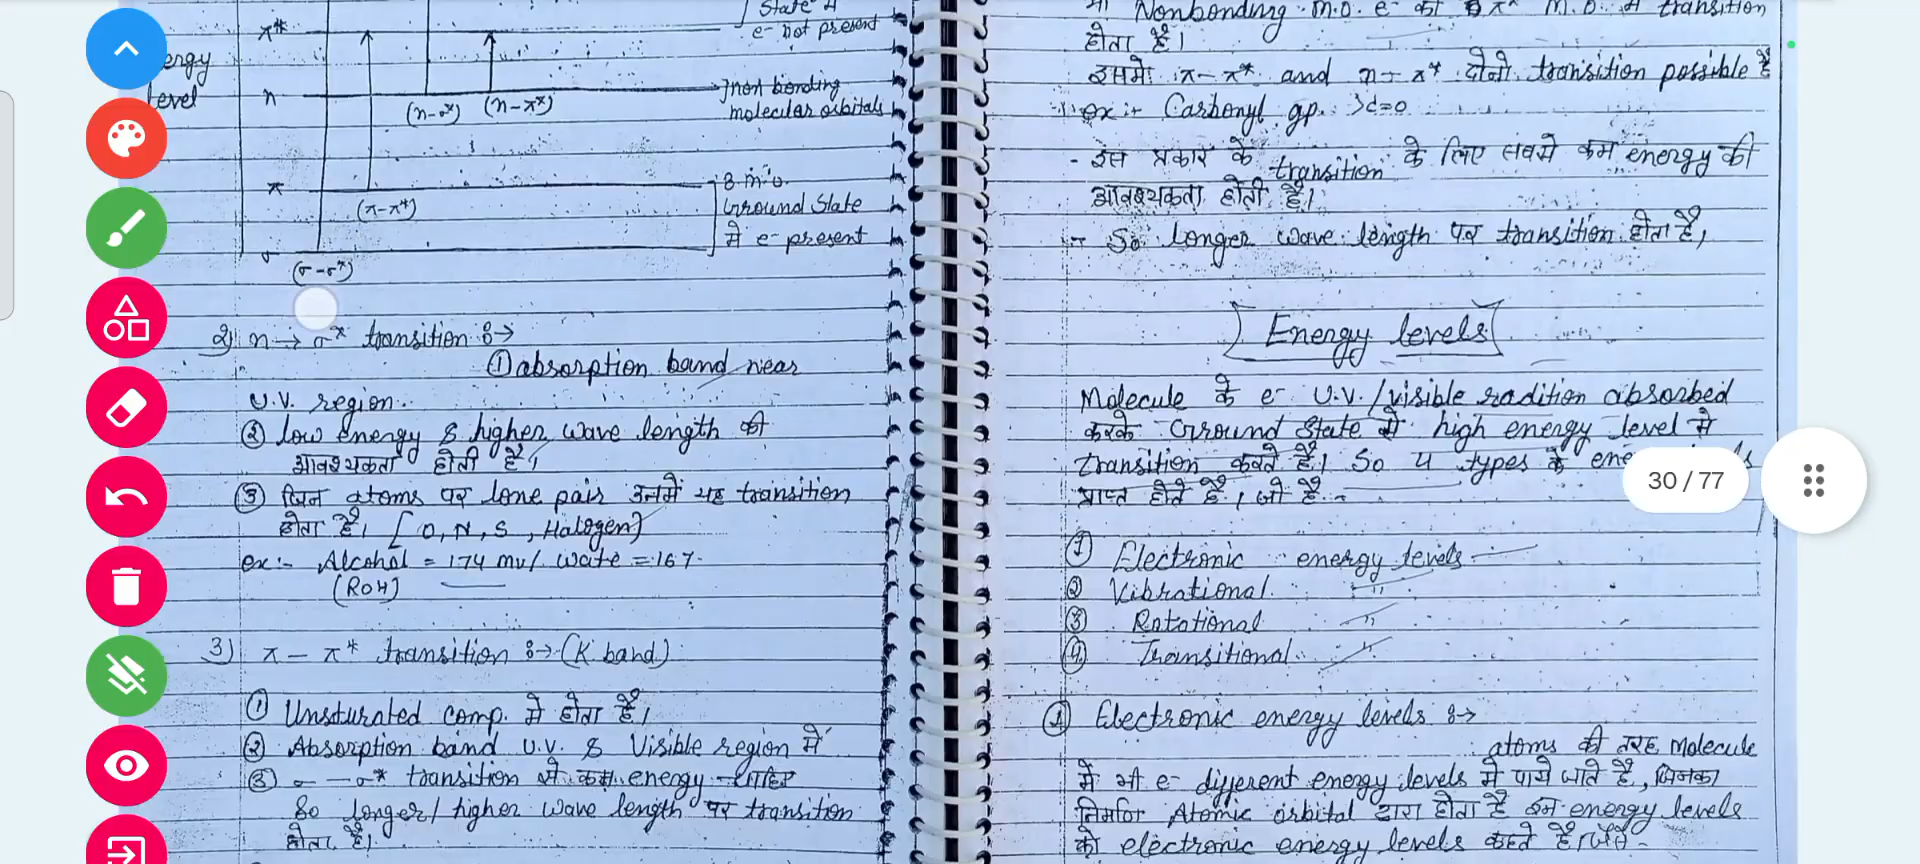 π*
State में
e- not present
ergy
level
n
(n-σ*) (n-π*)
non bonding
molecular orbitals
π
(π-π*)
B.m.o.
Ground State
में e- present
σ
(σ-σ*)
2) n → σ* transition :->
① absorption band near
U.V. region.
② low energy & higher wave length की
आवश्यकता होती है।
③ जिन atoms पर lone pair उनमें यह transition
होता है। [O, N, S, Halogen]
ex:- Alcohol = 174 mu/ wate = 167
(ROH)
3) π - π* transition :-> (K band)
① Unsturated comp. में होता है।
② Absorption band U.V. & Visible region में
③ σ - σ* transition से कम energy चाहिए
So longer/ higher wave length पर transition
होता है।
Nonbonding m.o. e- का π* m.o. में transition
होता है।
इसमें π-π* and n-π* दोनो transition possible है
ex:- Carbonyl gp. >c=o
- इस प्रकार के transition के लिए सबसे कम energy की
आवश्यकता होती है।
- So longer wave length पर transition होता है,
Energy levels
Molecule के e- U.V./visible radition absorbed
करके Ground State से high energy level में
transition करते है। So 4 types के ene s
प्राप्त होते है। जो है -
30 / 77
① Electronic energy levels
② Vibrational "
③ Rotational "
④ Transitional "
① Electronic energy levels :->
atoms की तरह Molecule
में भी e- different energy levels में पाये जाते है, जिनका
निर्माण Atomic orbital द्वारा होता है इन energy levels
को electronic energy levels कहते है। जैसे -